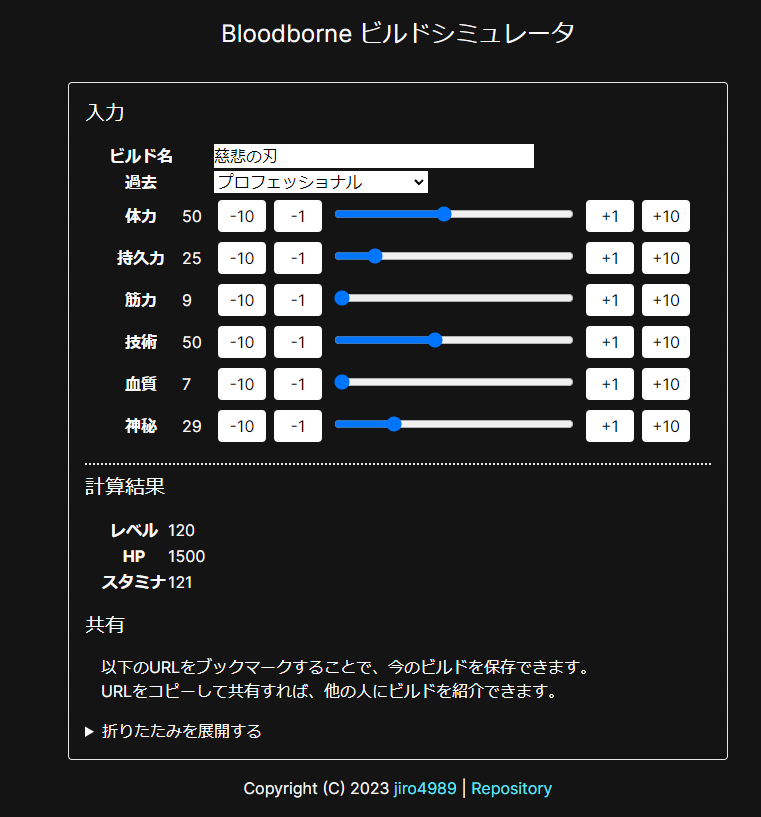 Bloodborne ビルドシミュレータ
入力
ビルド名 慈悲の刃
過去 プロフェッショナル
体力 50 -10 -1 +1 +10
持久力 25 -10 -1 +1 +10
筋力 9 -10 -1 +1 +10
技術 50 -10 -1 +1 +10
血質 7 -10 -1 +1 +10
神秘 29 -10 -1 +1 +10
計算結果
レベル 120
HP 1500
スタミナ 121
共有
以下のURLをブックマークすることで、今のビルドを保存できます。
URLをコピーして共有すれば、他の人にビルドを紹介できます。
▶ 折りたたみを展開する
Copyright (C) 2023 jiro4989 | Repository